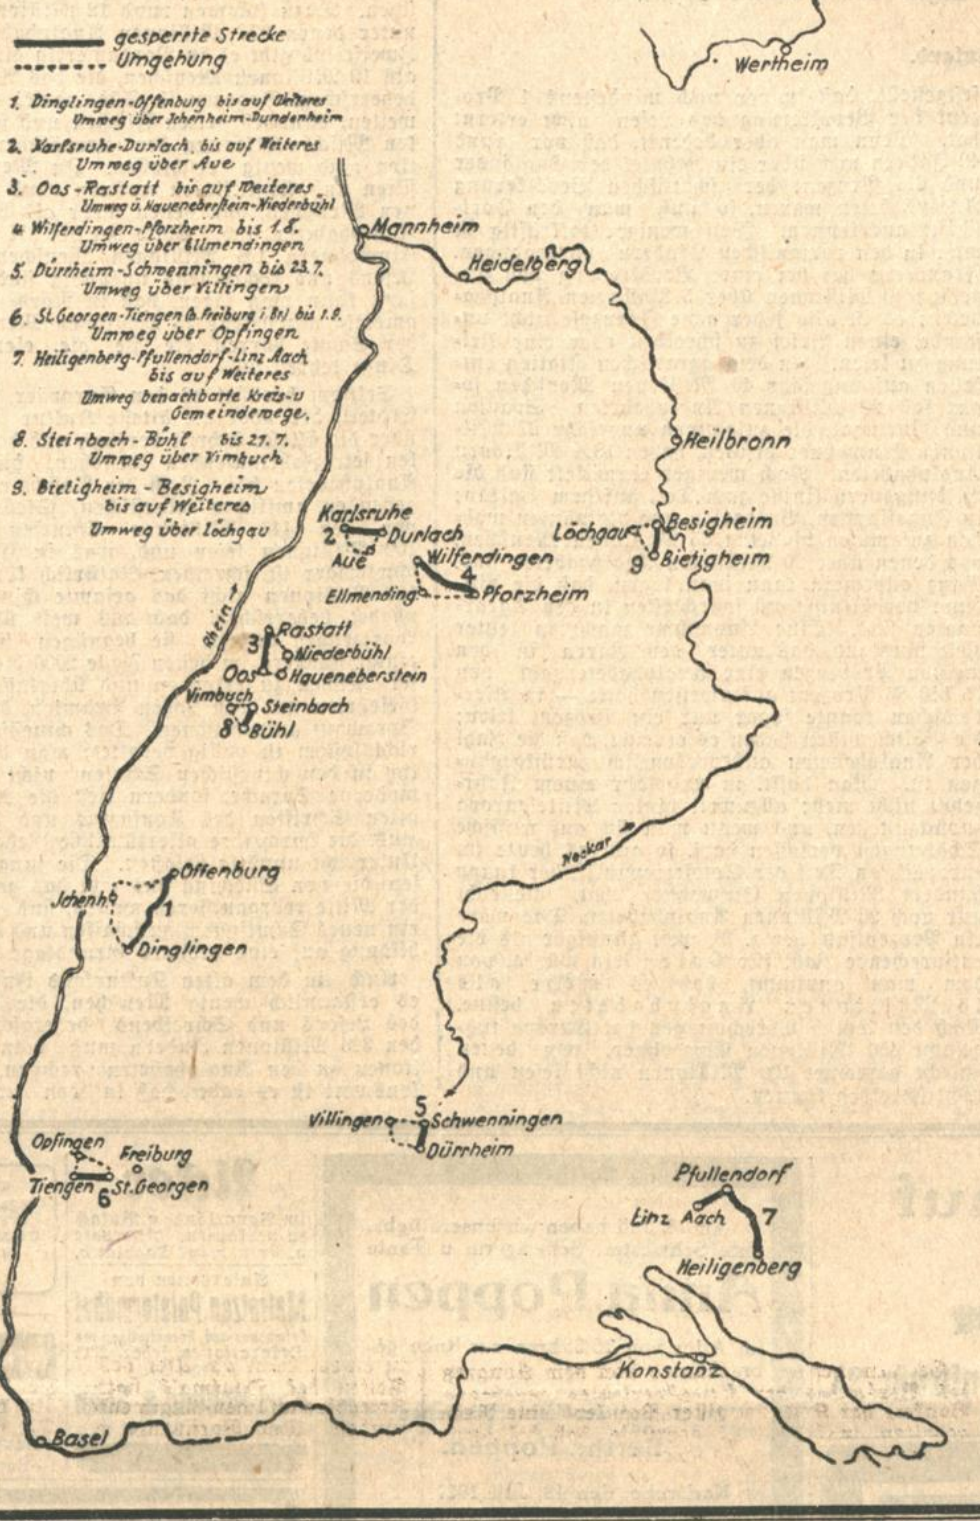 gesperrte Strecke
Umgehung
1. Dinglingen-Offenburg bis auf Weiteres
Umweg über Jchenheim-Dundenheim
2. Karlsruhe-Durlach, bis auf Weiteres
Umweg über Aue
3. Oos-Rastatt bis auf Weiteres
Umweg ü. Haueneberstein-Niederbühl
4. Wilferdingen-Pforzheim bis 1.8.
Umweg über Ellmendingen
5. Dürrheim-Schwenningen bis 23.7.
Umweg über Villingen
6. St. Georgen-Tiengen (b. Freiburg i. Br.) bis 1.9.
Umweg über Opfingen
7. Heiligenberg-Pfullendorf-Linz Aach
bis auf Weiteres
Umweg benachbarte Kreis-u
Gemeindewege.
8. Steinbach-Bühl bis 27.7.
Umweg über Vimbuch
9. Bietigheim-Besigheim
bis auf Weiteres
Umweg über Löchgau
Wertheim
Mannheim
Heidelberg
Heilbronn
Karlsruhe
2
Durlach
Aue
Löchgau
Besigheim
9
Bietigheim
Wilferdingen
4
Ellmending
Pforzheim
Rhein
Rastatt
3
Niederbühl
Oos
Haueneberstein
Vimbuch
Steinbach
8
Bühl
Neckar
Offenburg
Jchenh.
1
Dinglingen
5
Villingen
Schwenningen
Dürrheim
Opfingen
Freiburg
Tiengen
St. Georgen
6
Pfullendorf
Linz Aach
7
Heiligenberg
Konstanz
Basel